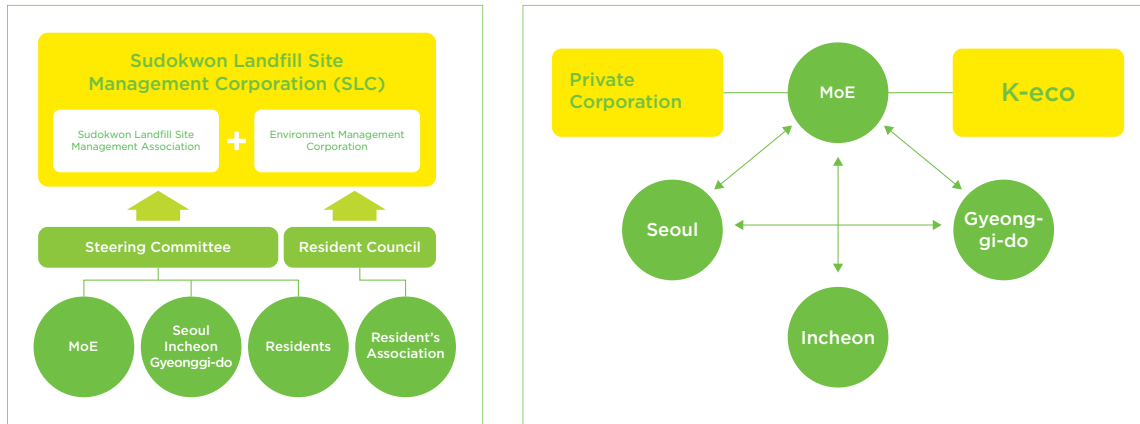 Sudokwon Landfill Site
Management Corporation (SLC)
Sudokwon Landfill Site
Management Association
+
Environment Management
Corporation
Steering Committee
Resident Council
MoE
Seoul
Incheon
Gyeonggi-do
Residents
Resident's
Association
Private
Corporation
MoE
K-eco
Seoul
Gyeong-
gi-do
Incheon